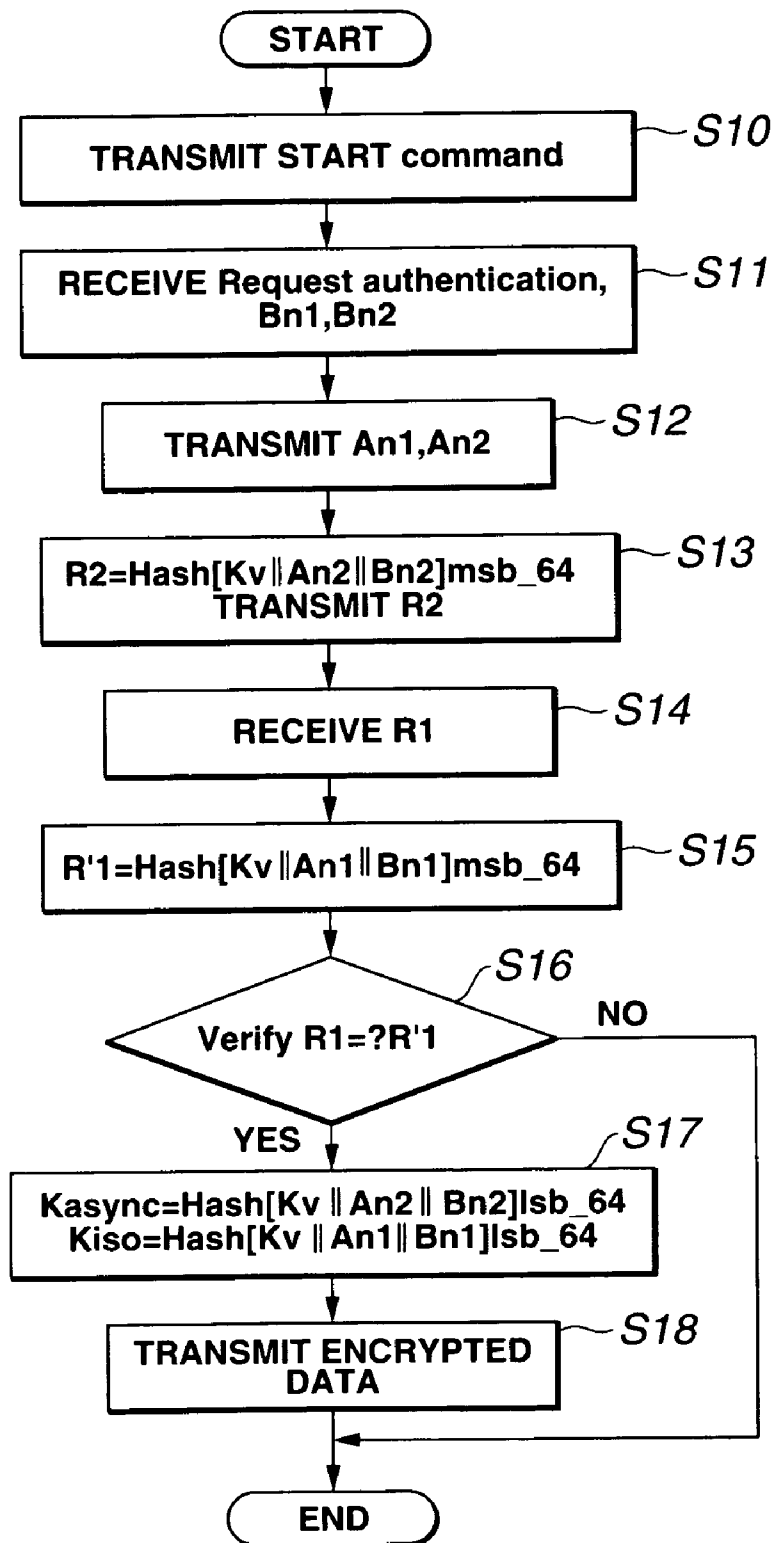 START
TRANSMIT START command
S10
RECEIVE Request authentication,
Bn1,Bn2
S11
TRANSMIT An1,An2
S12
R2=Hash[Kv||An2||Bn2]msb_64
TRANSMIT R2
S13
RECEIVE R1
S14
R'1=Hash[Kv||An1||Bn1]msb_64
S15
Verify R1=?R'1
S16
NO
YES
S17
Kasync=Hash[Kv || An2 || Bn2]lsb_64
Kiso=Hash[Kv || An1|| Bn1]lsb_64
TRANSMIT ENCRYPTED
DATA
S18
END